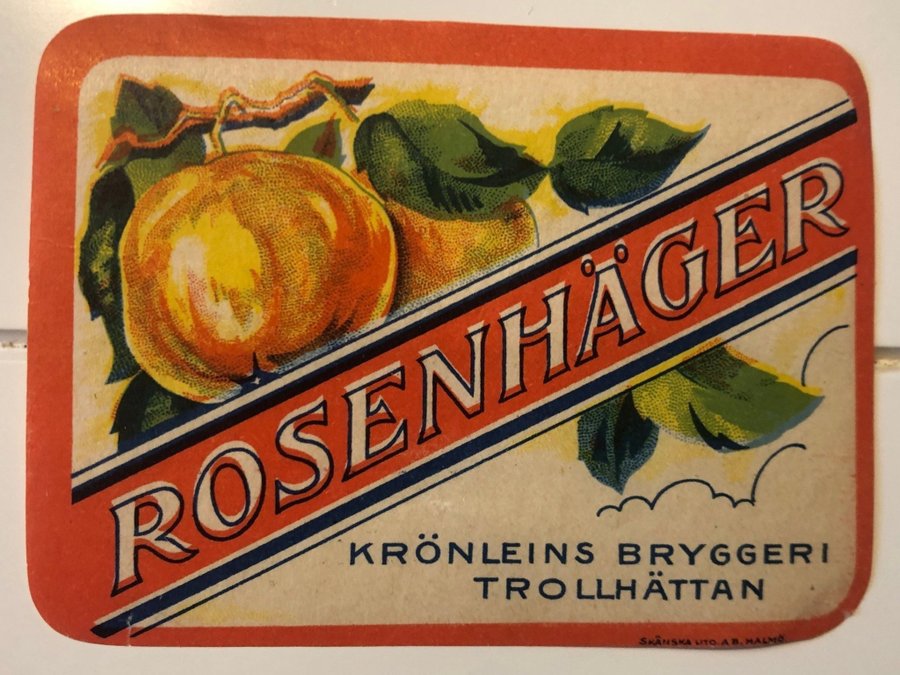 ROSENHÄGER
KRÖNLEINS BRYGGERI
TROLLHÄTTAN
SKÅNSKA LITO. A.B. MALMÖ